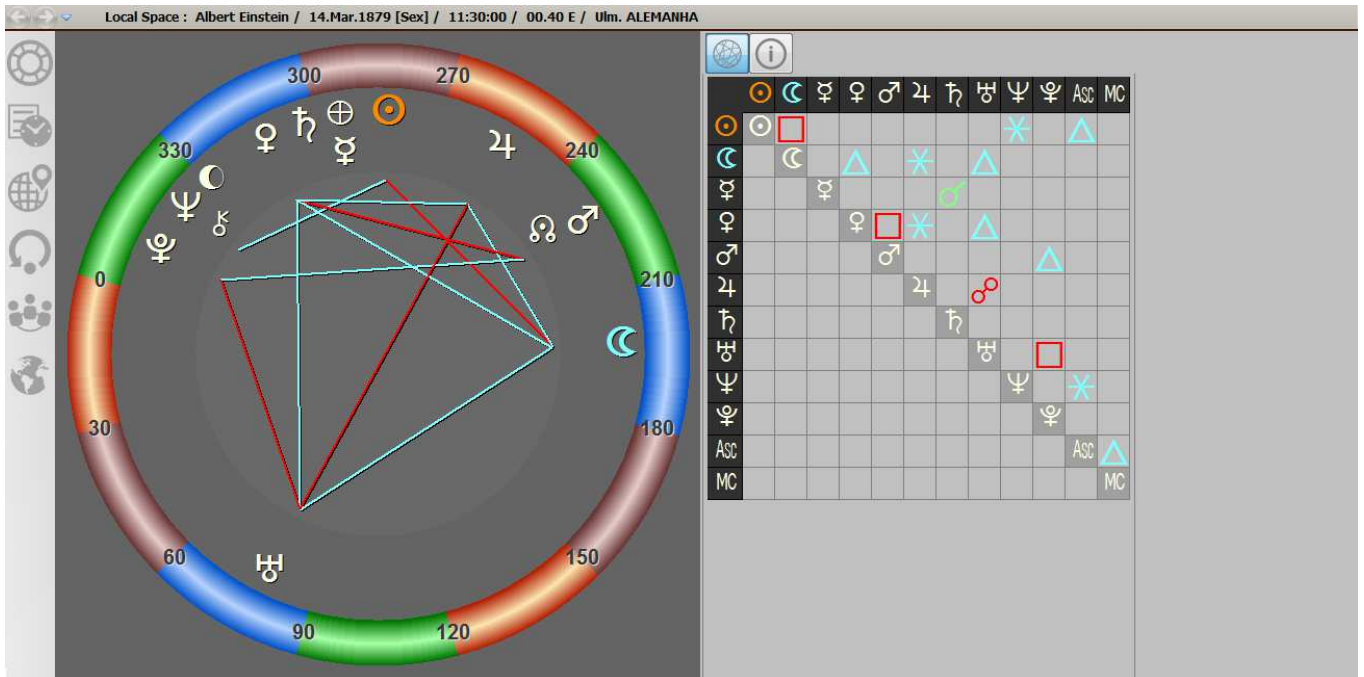 Local Space : Albert Einstein / 14.Mar.1879 [Sex] / 11:30:00 / 00.40 E / Ulm. ALEMANHA
300 270
330 240
0 210
30 180
60 150
90 120
☉ ☾ ☿ ♀ ♂ ♃ ♄ ♅ ♆ ♇ Asc MC
Asc Asc
MC MC